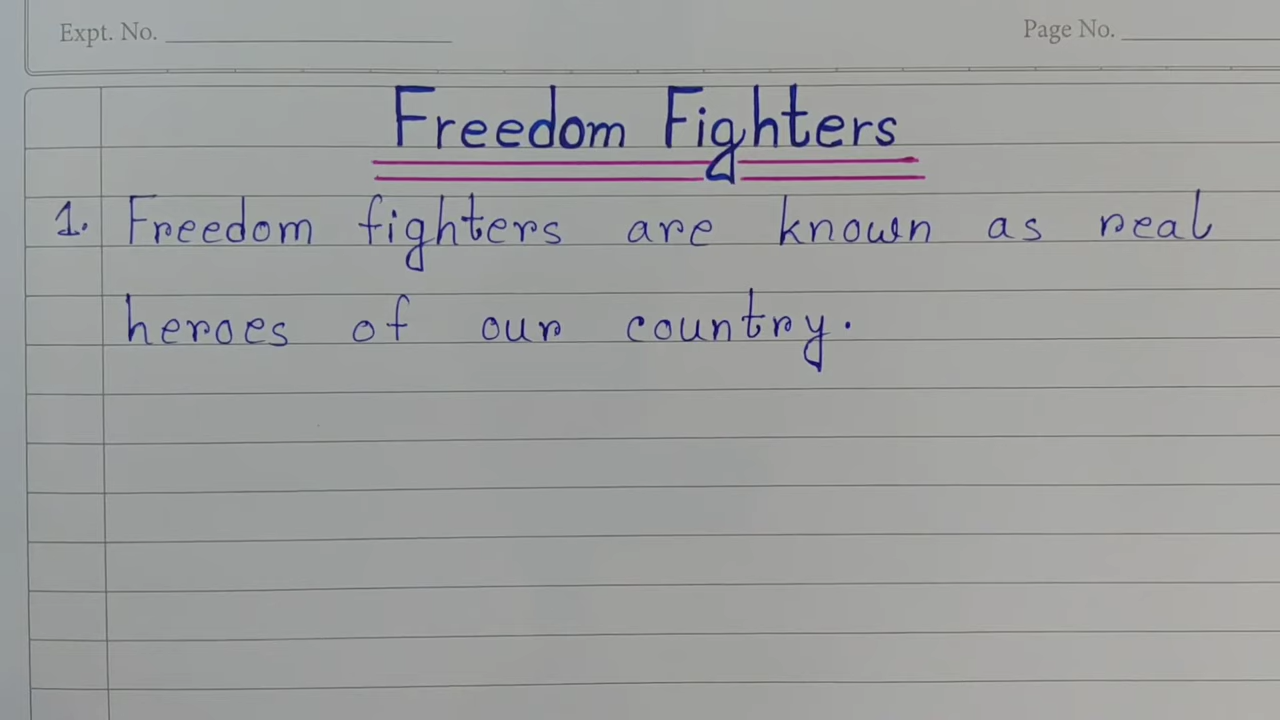 Expt. No.
Page No.
Freedom Fighters
1. Freedom fighters are known as real
heroes of our country.